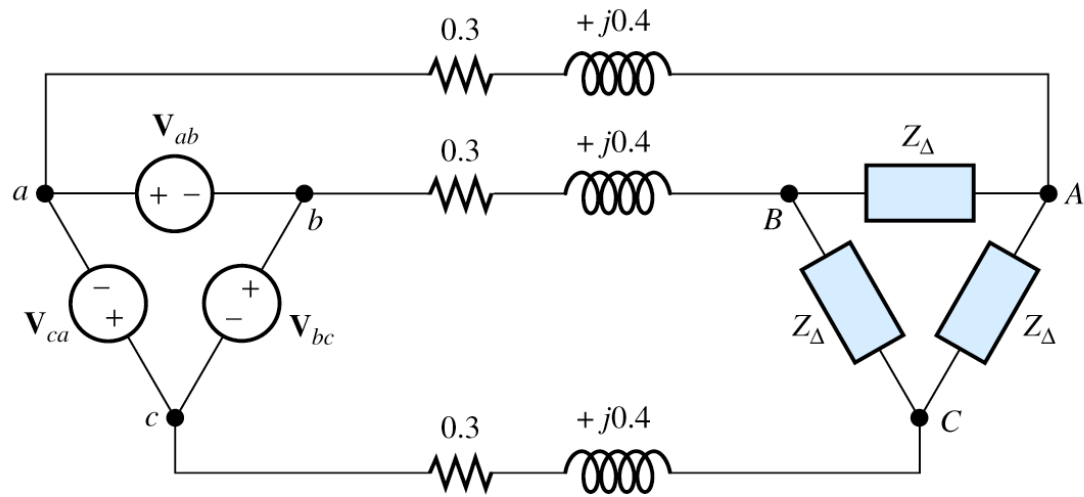 0.3 + j0.4
V_ab
0.3 + j0.4
Z_Δ
a
+ −
b
B
A
−
+
V_ca
+
−
V_bc
Z_Δ
Z_Δ
c
0.3 + j0.4
C